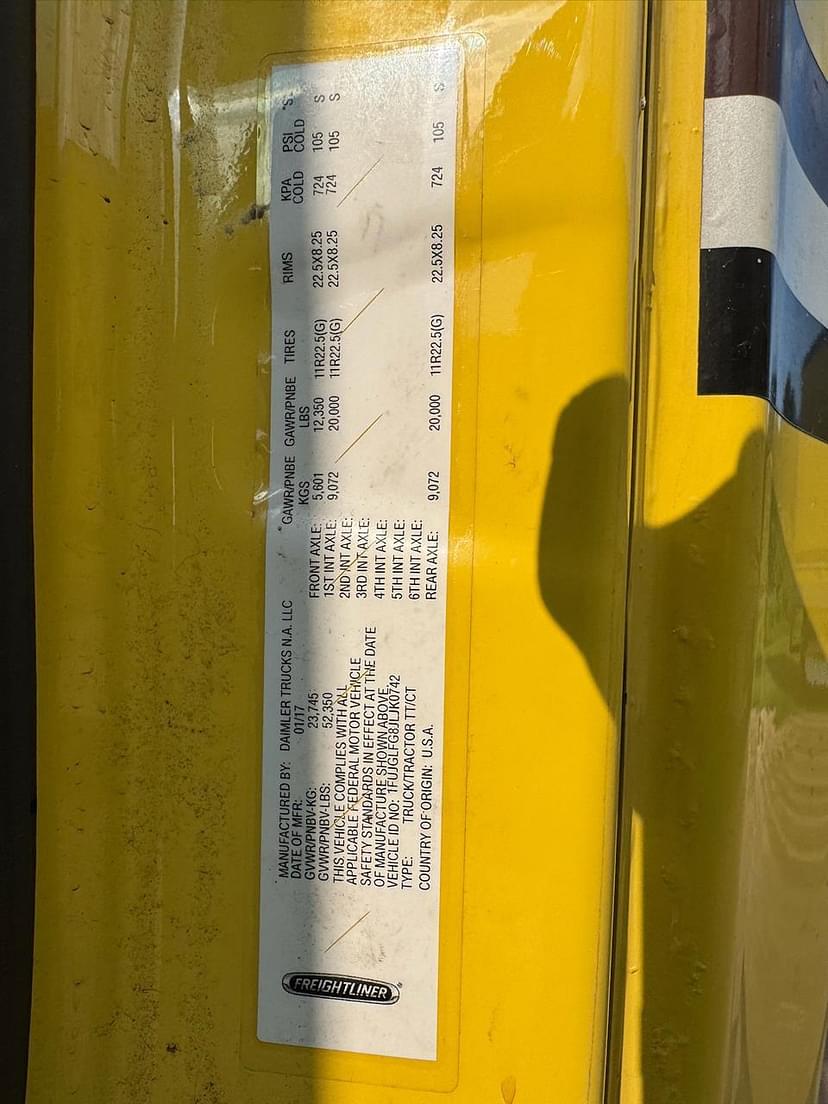 FREIGHTLINER®
MANUFACTURED BY: DAIMLER TRUCKS N.A. LLC
DATE OF MFR: 01/17
GVWR/PNBV-KG: 23,745
GVWR/PNBV-LBS: 52,350
THIS VEHICLE COMPLIES WITH ALL
APPLICABLE FEDERAL MOTOR VEHICLE
SAFETY STANDARDS IN EFFECT AT THE DATE
OF MANUFACTURE SHOWN ABOVE.
VEHICLE ID NO: 1FUJGLFG8JLJK0742
TYPE: TRUCK/TRACTOR TT/CT
COUNTRY OF ORIGIN: U.S.A.
GAWR/PNBE GAWR/PNBE TIRES RIMS KPA PSI *S
KGS LBS COLD COLD
FRONT AXLE: 5,601 12,350 11R22.5(G) 22.5X8.25 724 105 S
1ST INT AXLE: 9,072 20,000 11R22.5(G) 22.5X8.25 724 105 S
2ND INT AXLE:
3RD INT AXLE:
4TH INT AXLE:
5TH INT AXLE:
6TH INT AXLE:
REAR AXLE: 9,072 20,000 11R22.5(G) 22.5X8.25 724 105 S